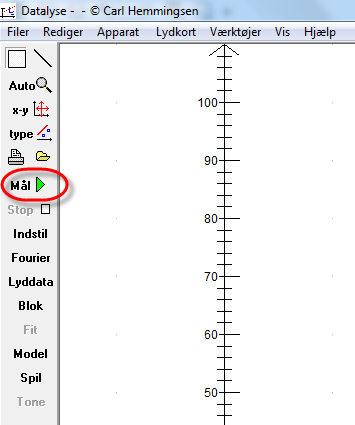 Datalyse - - © Carl Hemmingsen
Filer Rediger Apparat Lydkort Værktøjer Vis Hjælp
Auto
x-y
type
Mål
Stop
Indstil
Fourier
Lyddata
Blok
Fit
Model
Spil
Tone
100
90
80
70
60
50